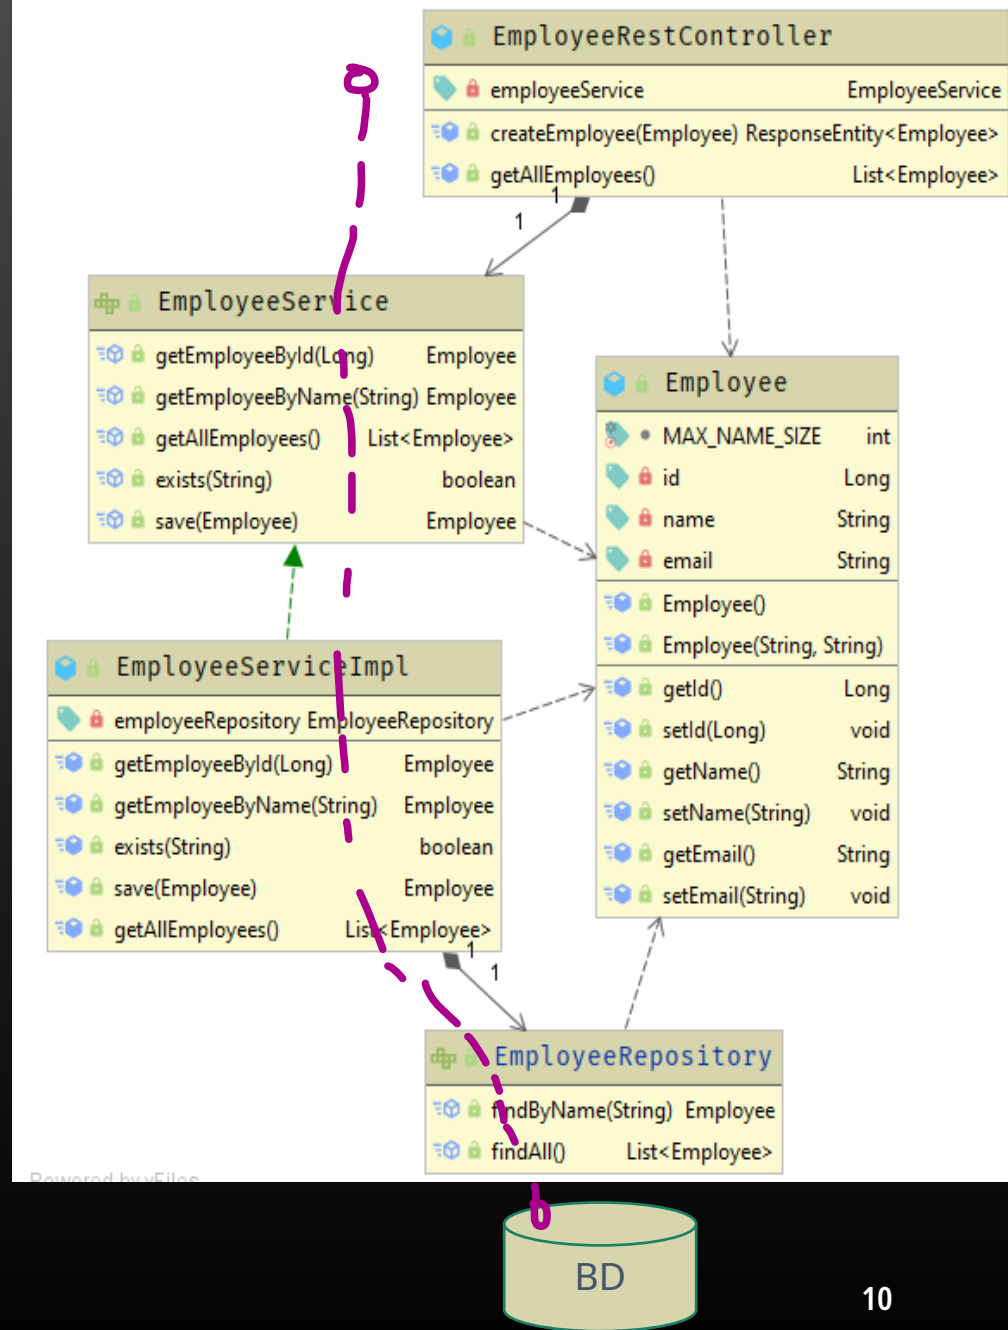 EmployeeRestController
employeeService EmployeeService
createEmployee(Employee) ResponseEntity<Employee>
getAllEmployees() List<Employee>
1
1
EmployeeService
getEmployeeById(Long) Employee
getEmployeeByName(String) Employee
getAllEmployees() List<Employee>
exists(String) boolean
save(Employee) Employee
Employee
MAX_NAME_SIZE int
id Long
name String
email String
Employee()
Employee(String, String)
getId() Long
setId(Long) void
getName() String
setName(String) void
getEmail() String
setEmail(String) void
EmployeeServiceImpl
employeeRepository EmployeeRepository
getEmployeeById(Long) Employee
getEmployeeByName(String) Employee
exists(String) boolean
save(Employee) Employee
getAllEmployees() List<Employee>
1
1
EmployeeRepository
findByName(String) Employee
findAll() List<Employee>
Powered by yFiles
BD
10